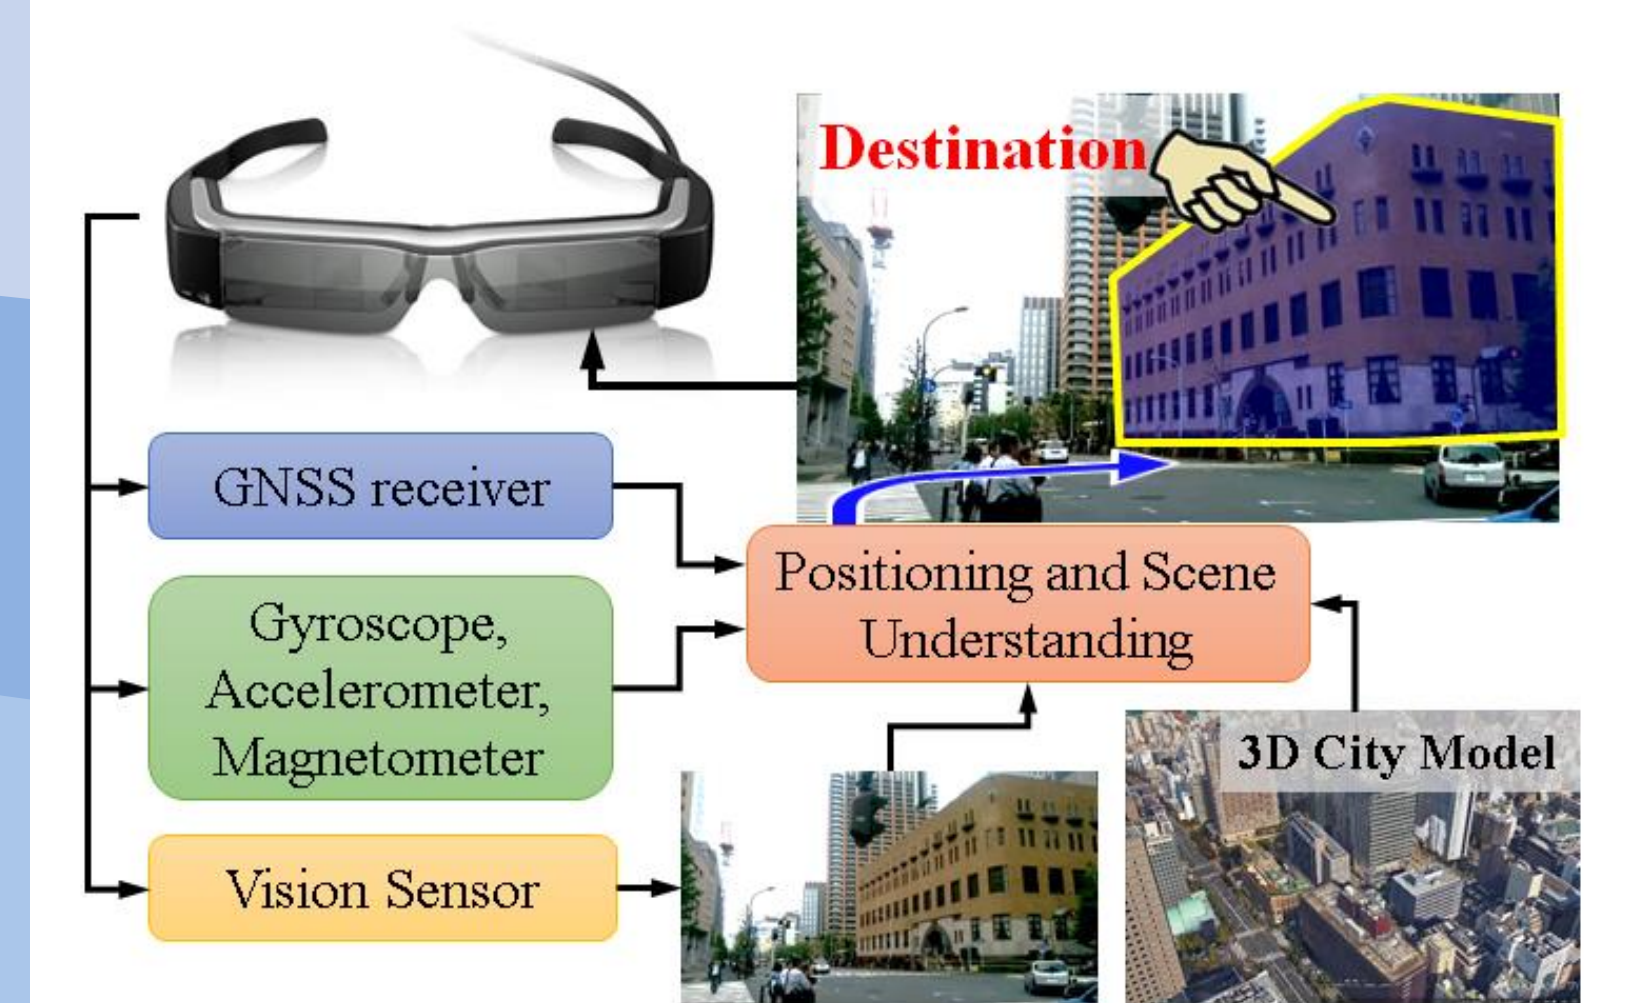 Destination
GNSS receiver
Positioning and Scene
Understanding
Gyroscope,
Accelerometer,
Magnetometer
3D City Model
Vision Sensor